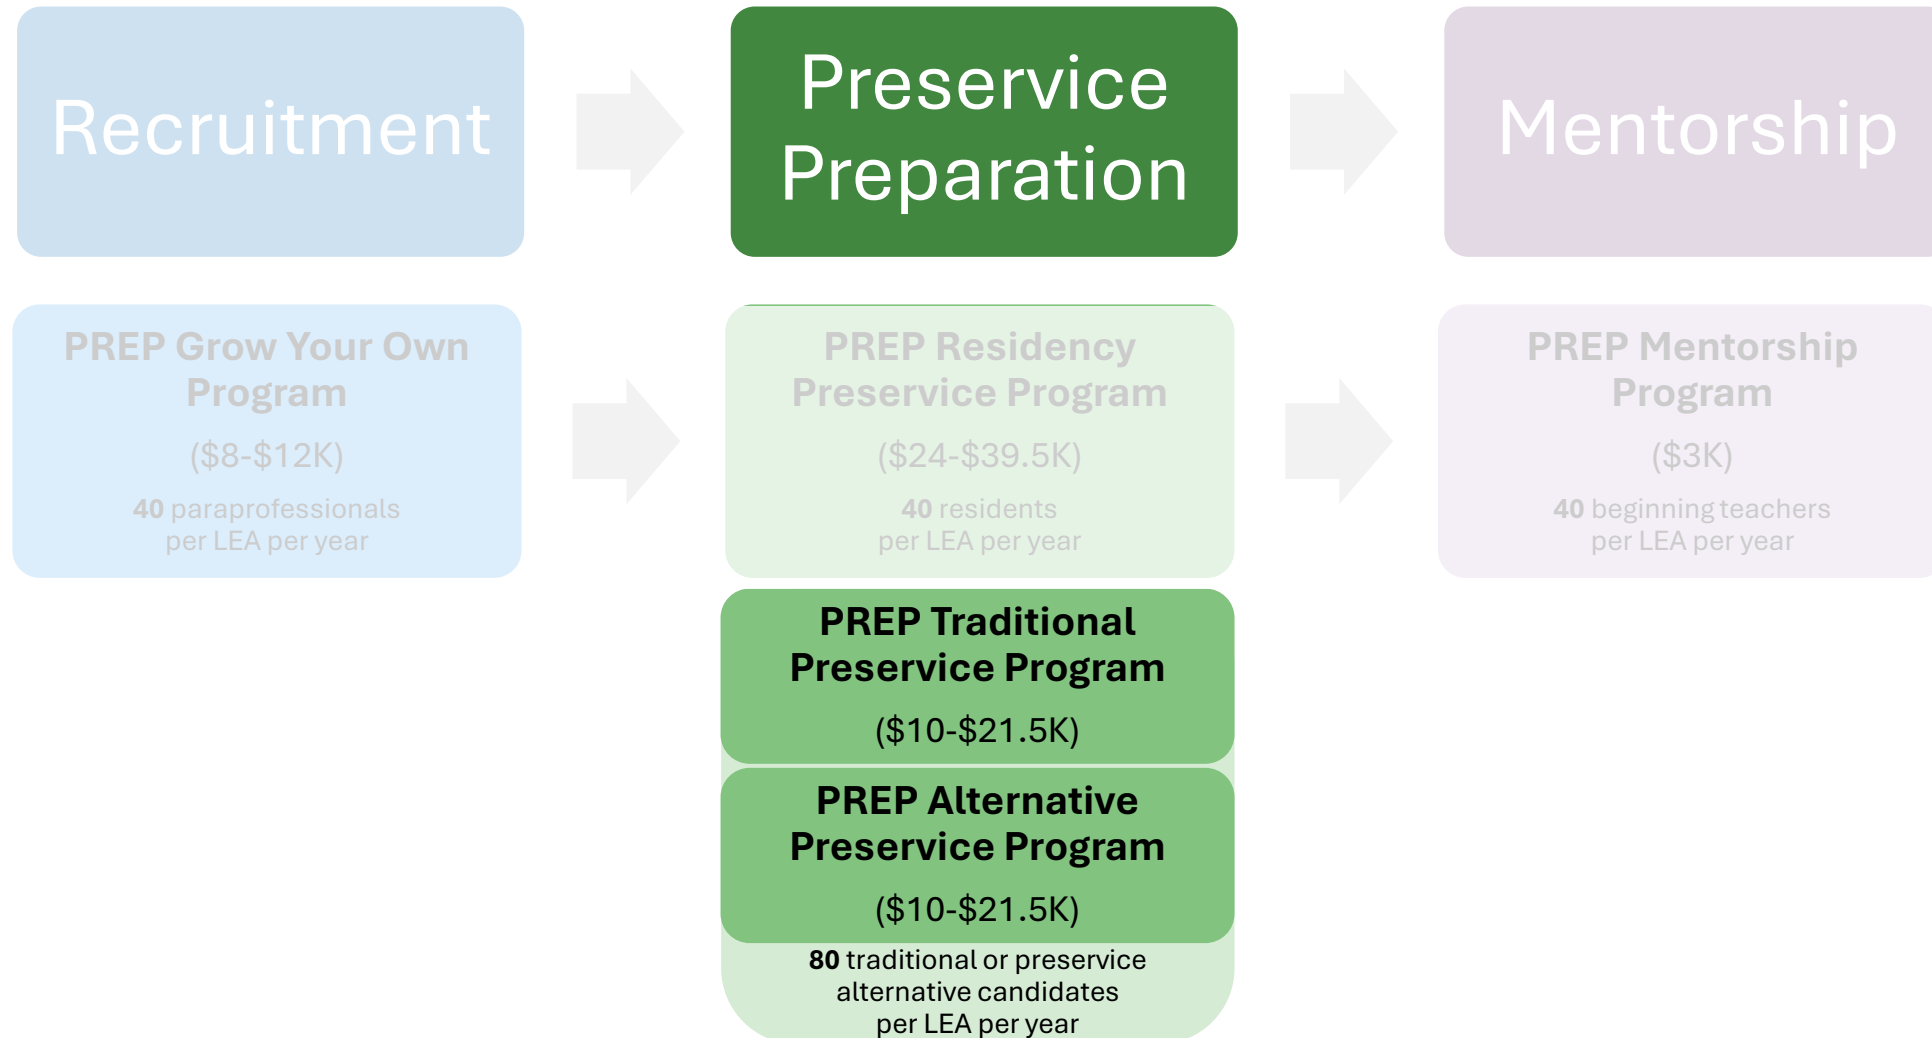 Recruitment
Preservice
Preparation
Mentorship
PREP Grow Your Own
Program
($8-$12K)
40 paraprofessionals
per LEA per year
PREP Residency
Preservice Program
($24-$39.5K)
40 residents
per LEA per year
PREP Mentorship
Program
($3K)
40 beginning teachers
per LEA per year
PREP Traditional
Preservice Program
($10-$21.5K)
PREP Alternative
Preservice Program
($10-$21.5K)
80 traditional or preservice
alternative candidates
per LEA per year